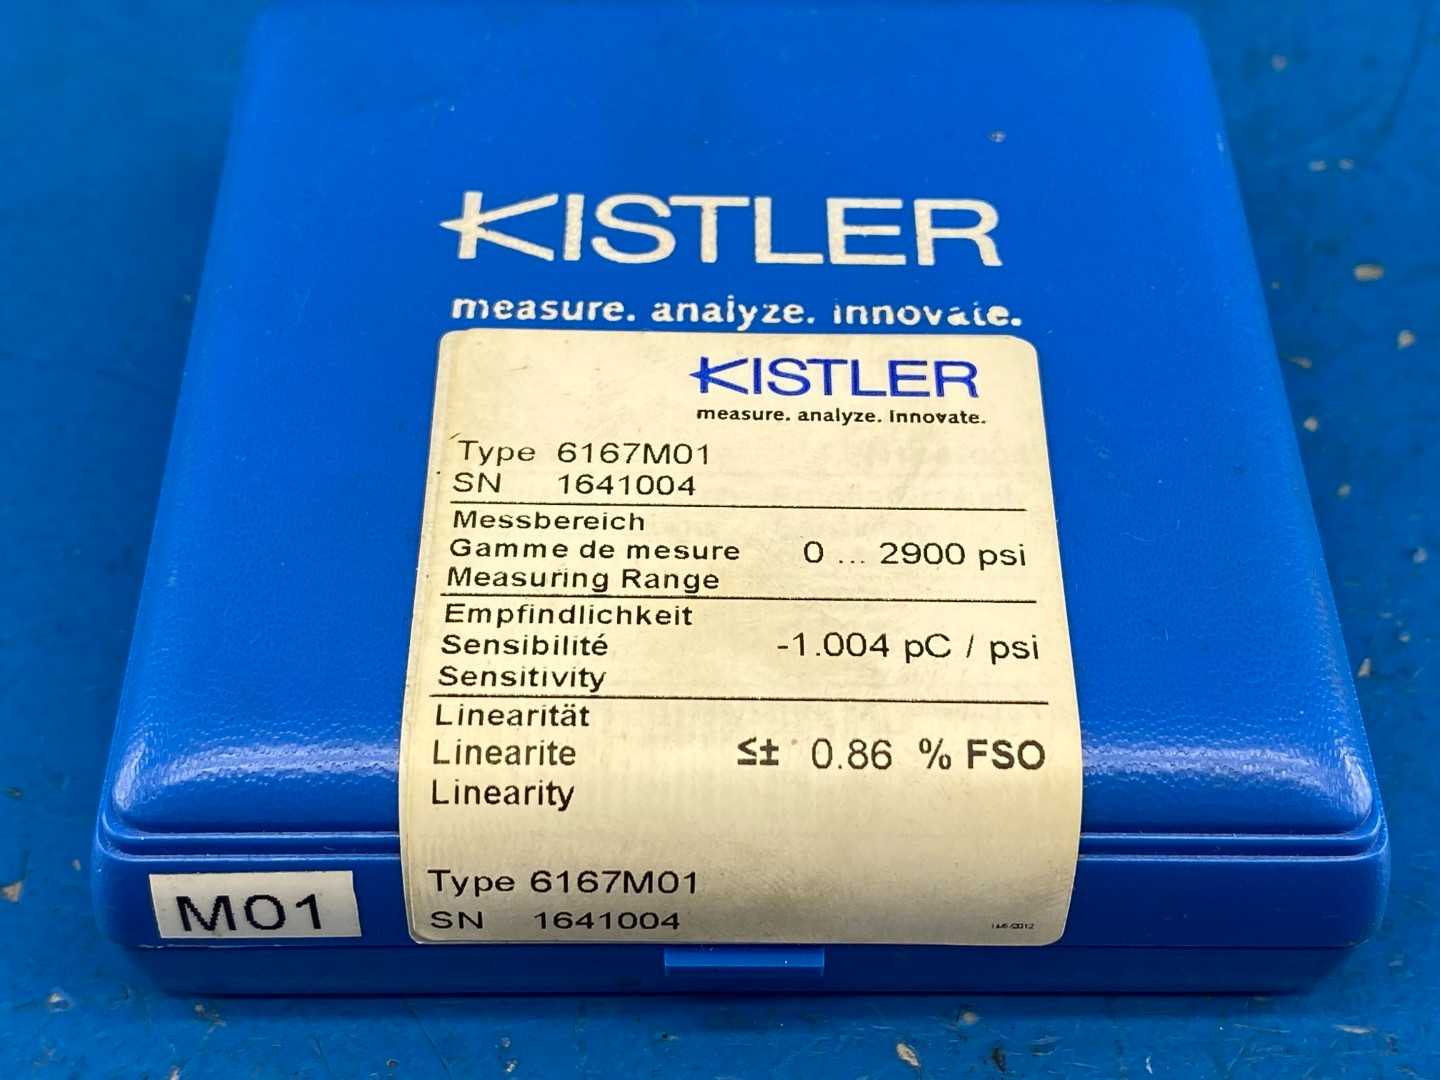 KISTLER
measure. analyze. innovate.
KISTLER
measure. analyze. innovate.
Type 6167M01
SN 1641004
Messbereich
Gamme de mesure 0 ... 2900 psi
Measuring Range
Empfindlichkeit
Sensibilité -1.004 pC / psi
Sensitivity
Linearität
Linearite ≤± 0.86 % FSO
Linearity
Type 6167M01
SN 1641004
M01